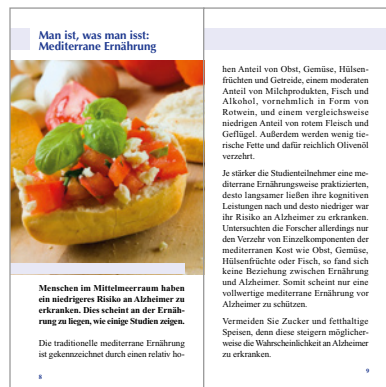 Man ist, was man isst:
Mediterrane Ernährung
Menschen im Mittelmeerraum haben
ein niedrigeres Risiko an Alzheimer zu
erkranken. Dies scheint an der Ernäh-
rung zu liegen, wie einige Studien zeigen.
Die traditionelle mediterrane Ernährung
ist gekennzeichnet durch einen relativ ho-
8
hen Anteil von Obst, Gemüse, Hülsen-
früchten und Getreide, einem moderaten
Anteil von Milchprodukten, Fisch und
Alkohol, vornehmlich in Form von
Rotwein, und einem vergleichsweise
niedrigen Anteil von rotem Fleisch und
Geflügel. Außerdem werden wenig tie-
rische Fette und dafür reichlich Olivenöl
verzehrt.
Je stärker die Studienteilnehmer eine me-
diterrane Ernährungsweise praktizierten,
desto langsamer ließen ihre kognitiven
Leistungen nach und desto niedriger war
ihr Risiko an Alzheimer zu erkranken.
Untersuchten die Forscher allerdings nur
den Verzehr von Einzelkomponenten der
mediterranen Kost wie Obst, Gemüse,
Hülsenfrüchte oder Fisch, so fand sich
keine Beziehung zwischen Ernährung
und Alzheimer. Somit scheint nur eine
vollwertige mediterrane Ernährung vor
Alzheimer zu schützen.
Vermeiden Sie Zucker und fetthaltige
Speisen, denn diese steigern möglicher-
weise die Wahrscheinlichkeit an Alzheimer
zu erkranken.
9